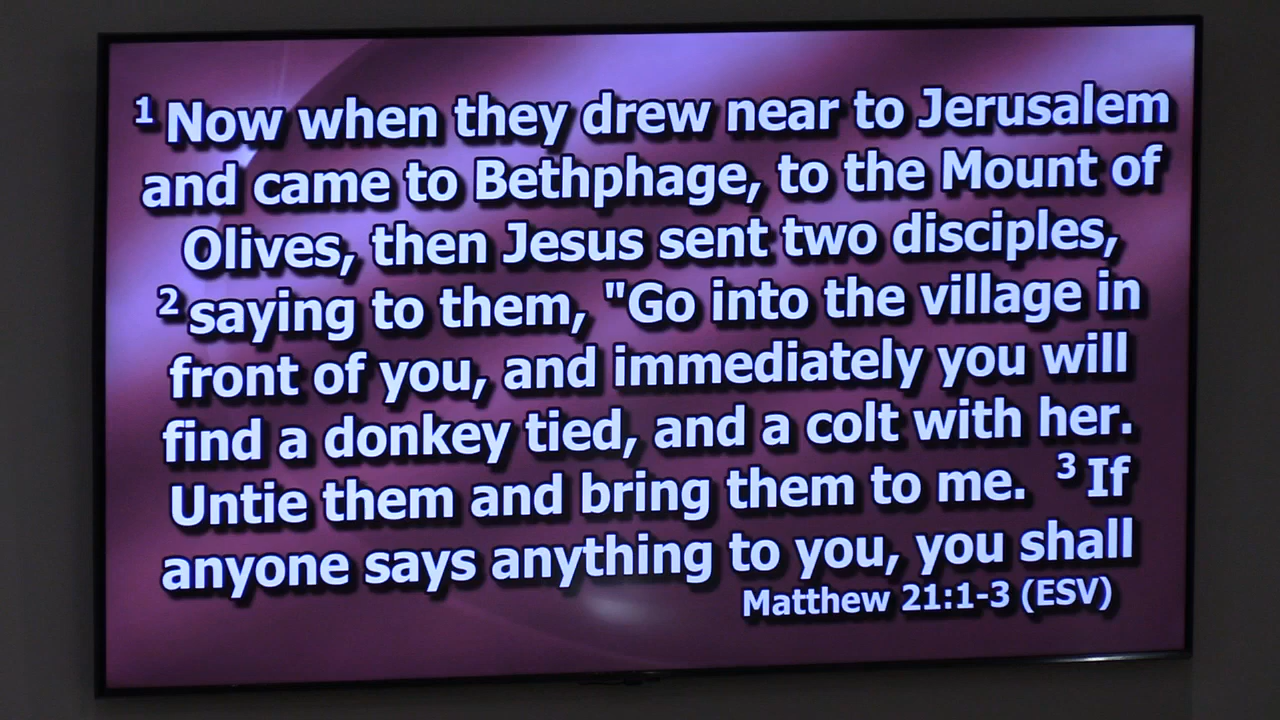 1 Now when they drew near to Jerusalem
and came to Bethphage, to the Mount of
Olives, then Jesus sent two disciples,
2 saying to them, "Go into the village in
front of you, and immediately you will
find a donkey tied, and a colt with her.
Untie them and bring them to me. 3 If
anyone says anything to you, you shall
Matthew 21:1-3 (ESV)